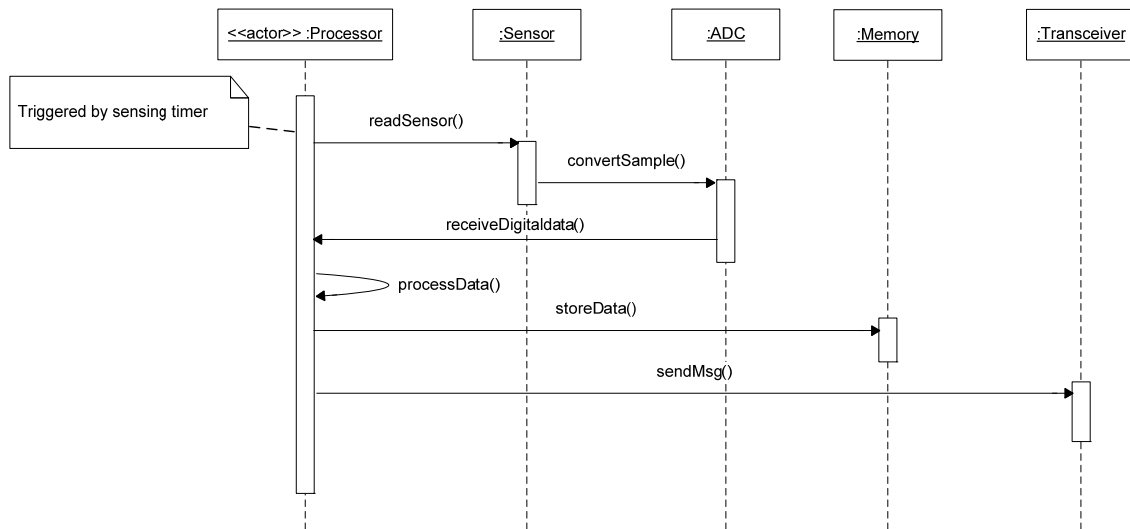 <<actor>> :Processor
:Sensor
:ADC
:Memory
:Transceiver
Triggered by sensing timer
readSensor()
convertSample()
receiveDigitaldata()
processData()
storeData()
sendMsg()